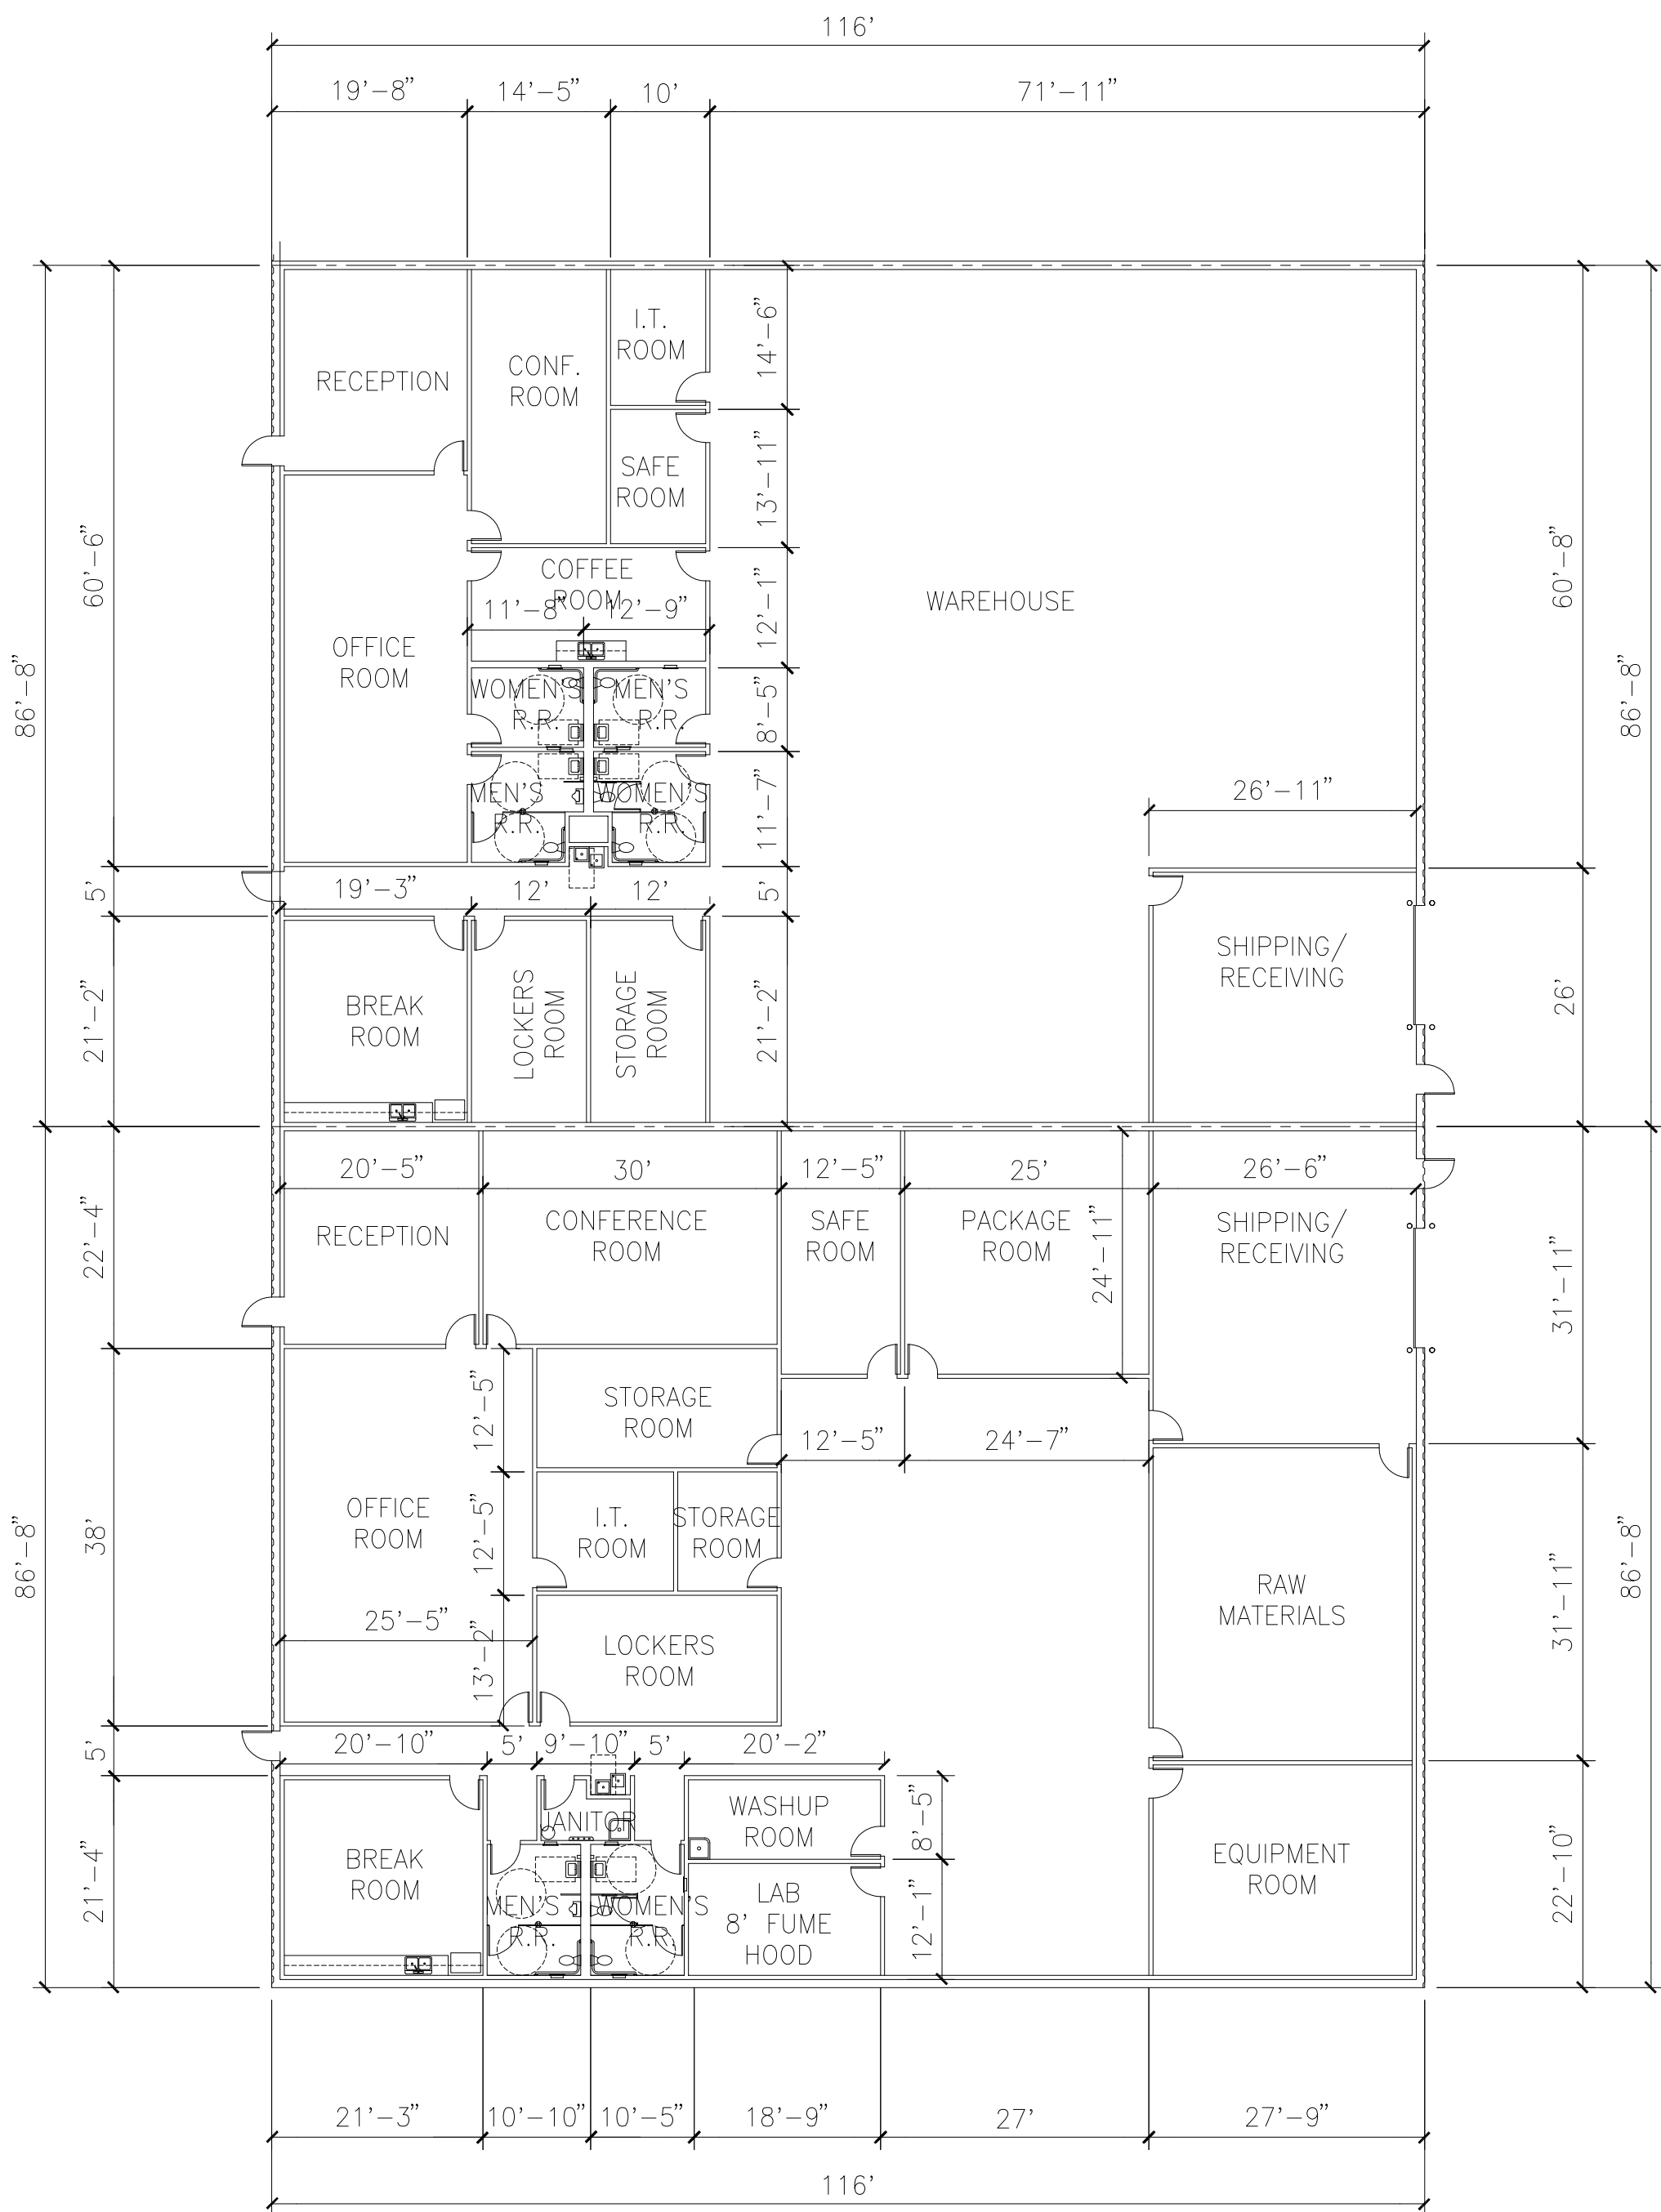 116'
19'-8" 14'-5" 10' 71'-11"
I.T.
ROOM
14'-6"
CONF.
ROOM
RECEPTION
SAFE
ROOM
13'-11"
60'-6"
60'-8"
COFFEE
ROOM
11'-8" 12'-9"
12'-1"
WAREHOUSE
OFFICE
ROOM
86'-8"
86'-8"
WOMEN'S
R.R.
MEN'S
R.R.
8'-5"
MEN'S
R.R.
WOMEN'S
R.R.
11'-7"
26'-11"
5'
19'-3" 12' 12'
5'
SHIPPING/
RECEIVING
26'
BREAK
ROOM
LOCKERS
ROOM
STORAGE
ROOM
21'-2"
21'-2"
20'-5" 30' 12'-5" 25' 26'-6"
22'-4"
RECEPTION
CONFERENCE
ROOM
SAFE
ROOM
PACKAGE
ROOM
24'-11"
SHIPPING/
RECEIVING
31'-11"
12'-5"
STORAGE
ROOM
12'-5" 24'-7"
OFFICE
ROOM
38'
12'-5"
I.T.
ROOM
STORAGE
ROOM
86'-8"
86'-8"
RAW
MATERIALS
31'-11"
25'-5"
13'-2"
LOCKERS
ROOM
5'
20'-10" 5' 9'-10" 5' 20'-2"
JANITOR
WASHUP
ROOM
8'-5"
BREAK
ROOM
21'-4"
MEN'S
R.R.
WOMEN'S
R.R.
LAB
8' FUME
HOOD
12'-1"
EQUIPMENT
ROOM
22'-10"
21'-3" 10'-10" 10'-5" 18'-9" 27' 27'-9"
116'